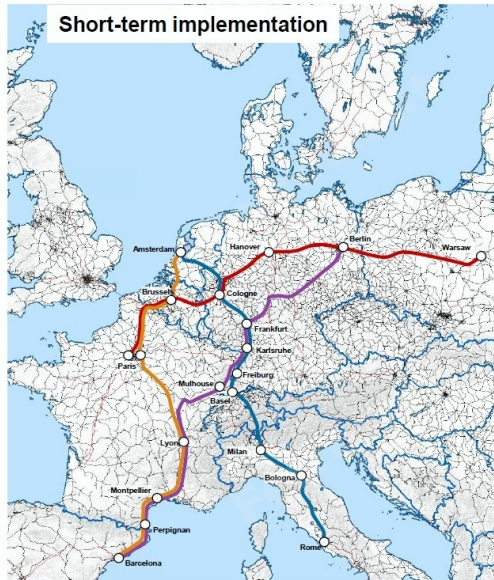 Short-term implementation
Amsterdam
Hanover
Berlin
Warsaw
Brussels
Cologne
Frankfurt
Paris
Karlsruhe
Mulhouse
Freiburg
Basel
Lyon
Milan
Bologna
Montpellier
Perpignan
Rome
Barcelona